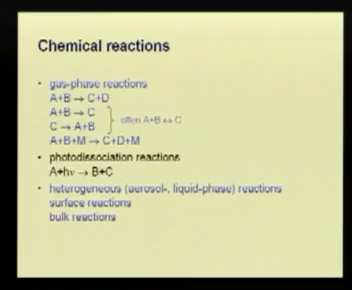 Chemical reactions
• gas-phase reactions
A+B → C+D
A+B → C
C → A+B
often A+B ↔ C
A+B+M → C+D+M
• photodissociation reactions
A+hν → B+C
• heterogeneous (aerosol-, liquid-phase) reactions
surface reactions
bulk reactions